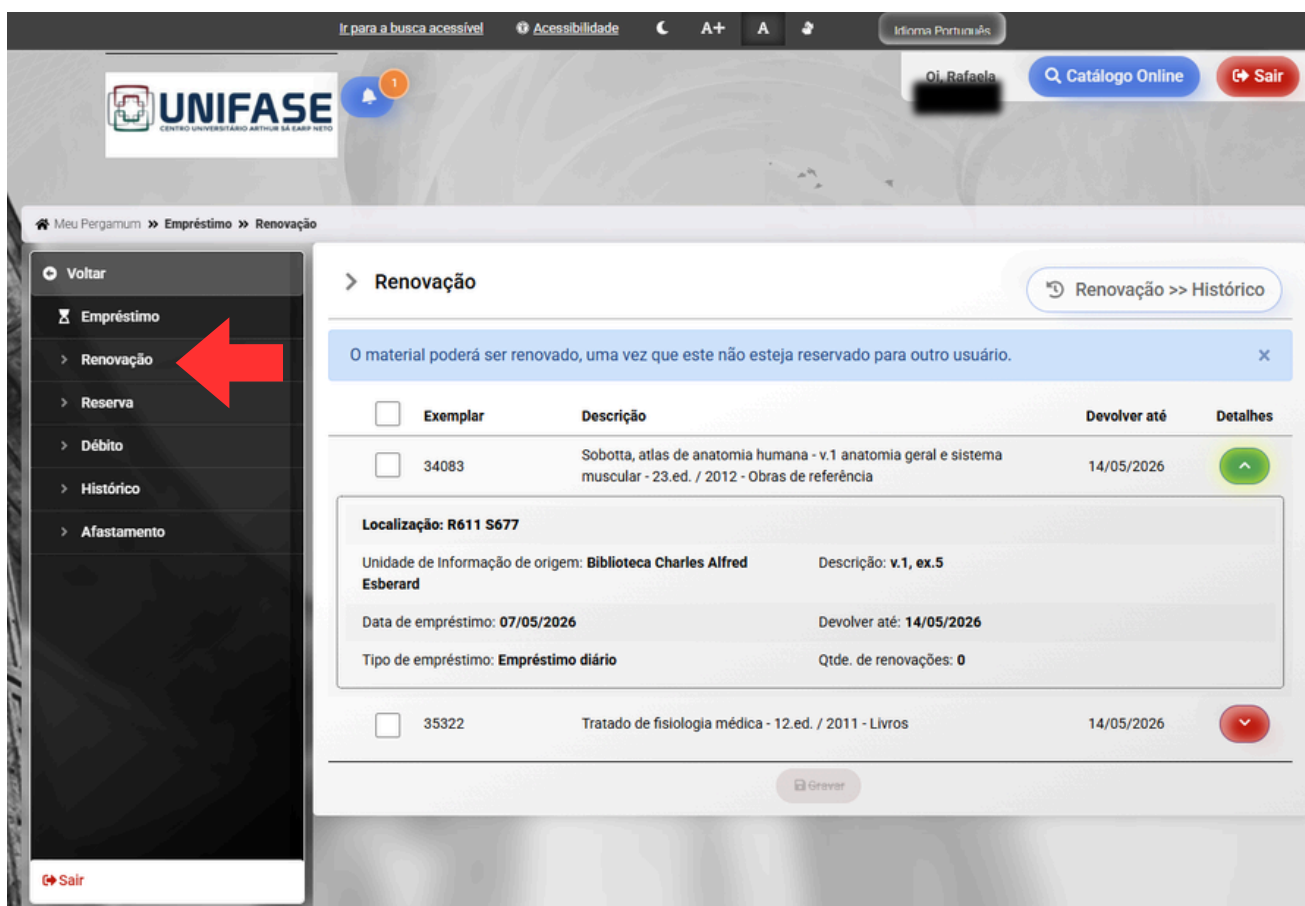 Ir para a busca acessível Acessibilidade A+ A Idioma Português
UNIFASE
CENTRO UNIVERSITÁRIO ARTHUR SÁ EARP NETO
1
Oi, Rafaela
Catálogo Online
Sair
Meu Pergamum » Empréstimo » Renovação
Voltar
Empréstimo
Renovação
Reserva
Débito
Histórico
Afastamento
Sair
Renovação
Renovação >> Histórico
O material poderá ser renovado, uma vez que este não esteja reservado para outro usuário. ×
Exemplar Descrição Devolver até Detalhes
34083 Sobotta, atlas de anatomia humana - v.1 anatomia geral e sistema
muscular - 23.ed. / 2012 - Obras de referência 14/05/2026
Localização: R611 S677
Unidade de Informação de origem: Biblioteca Charles Alfred
Esberard
Descrição: v.1, ex.5
Data de empréstimo: 07/05/2026 Devolver até: 14/05/2026
Tipo de empréstimo: Empréstimo diário Qtde. de renovações: 0
35322 Tratado de fisiologia médica - 12.ed. / 2011 - Livros 14/05/2026
Gravar